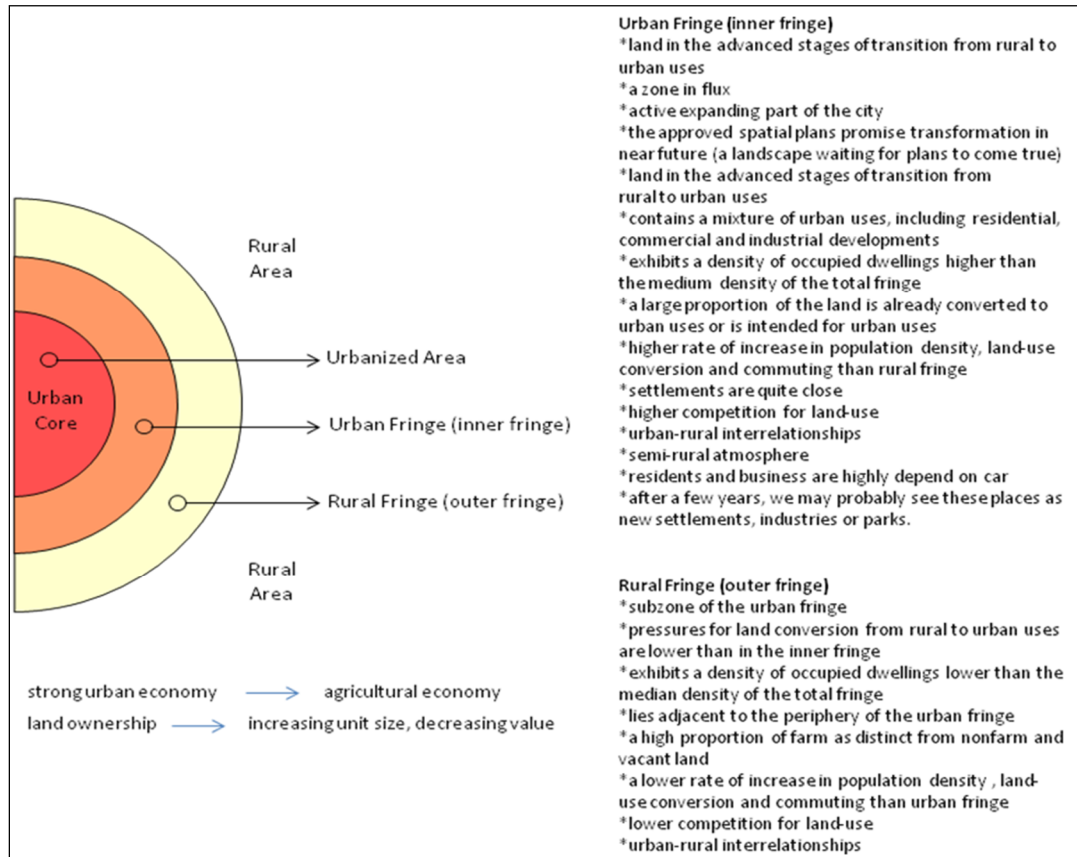 Rural
Area
Urbanized Area
Urban
Core
Urban Fringe (inner fringe)
Rural Fringe (outer fringe)
Rural
Area
strong urban economy agricultural economy
land ownership increasing unit size, decreasing value
Urban Fringe (inner fringe)
*land in the advanced stages of transition from rural to
urban uses
*a zone in flux
*active expanding part of the city
*the approved spatial plans promise transformation in
near future (a landscape waiting for plans to come true)
*land in the advanced stages of transition from
rural to urban uses
*contains a mixture of urban uses, including residential,
commercial and industrial developments
*exhibits a density of occupied dwellings higher than
the medium density of the total fringe
*a large proportion of the land is already converted to
urban uses or is intended for urban uses
*higher rate of increase in population density, land-use
conversion and commuting than rural fringe
*settlements are quite close
*higher competition for land-use
*urban-rural interrelationships
*semi-rural atmosphere
*residents and business are highly depend on car
*after a few years, we may probably see these places as
new settlements, industries or parks.
Rural Fringe (outer fringe)
*subzone of the urban fringe
*pressures for land conversion from rural to urban uses
are lower than in the inner fringe
*exhibits a density of occupied dwellings lower than the
median density of the total fringe
*lies adjacent to the periphery of the urban fringe
*a high proportion of farm as distinct from nonfarm and
vacant land
*a lower rate of increase in population density , land-
use conversion and commuting than urban fringe
*lower competition for land-use
*urban-rural interrelationships